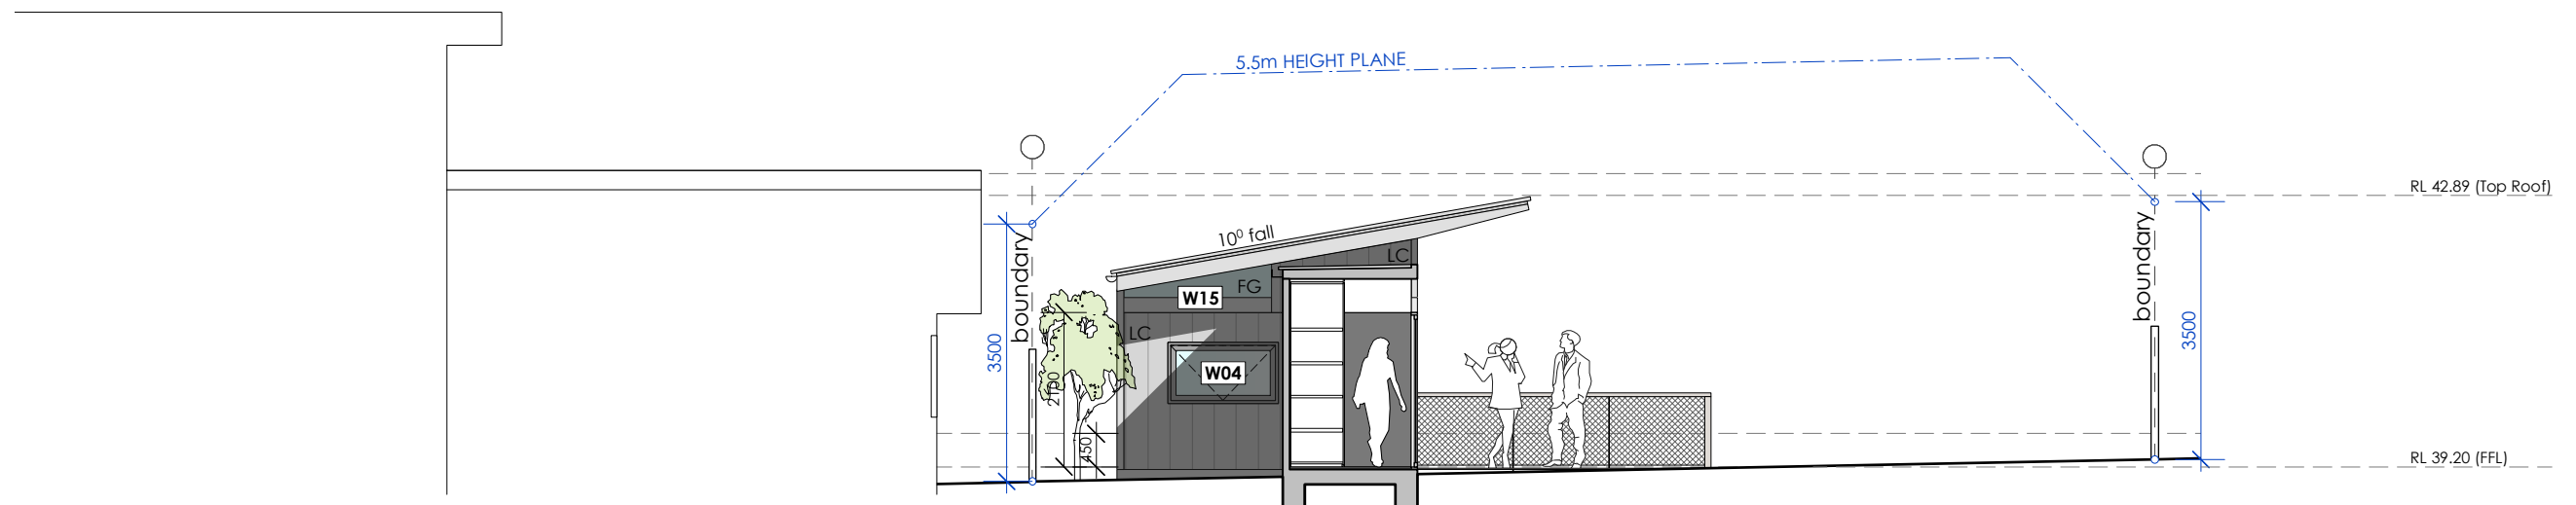 5.5m HEIGHT PLANE
RL 42.89 (Top Roof)
boundary
boundary
10⁰ fall
LC
FG
W15
LC
3500
3500
W04
2100
450
RL 39.20 (FFL)